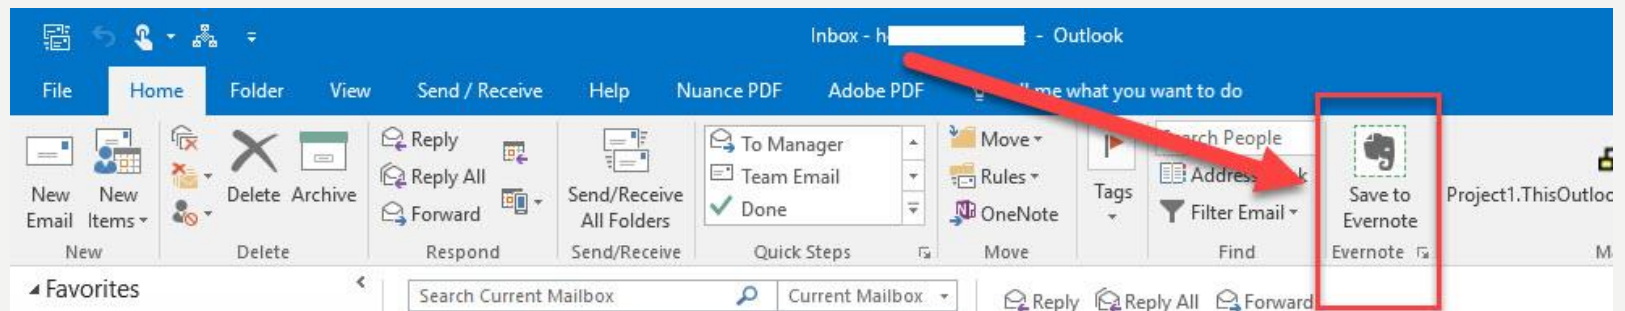 Inbox - h - Outlook
File Home Folder View Send / Receive Help Nuance PDF Adobe PDF me what you want to do
New Email
New Items
Delete
Archive
Reply
Reply All
Forward
Send/Receive
All Folders
To Manager
Team Email
Done
Move
Rules
OneNote
Tags
Search People
Address
Filter Email
Save to
Evernote
Project1.ThisOutloo
New Delete Respond Send/Receive Quick Steps Move Find Evernote
Favorites
Search Current Mailbox
Current Mailbox
Reply Reply All Forward